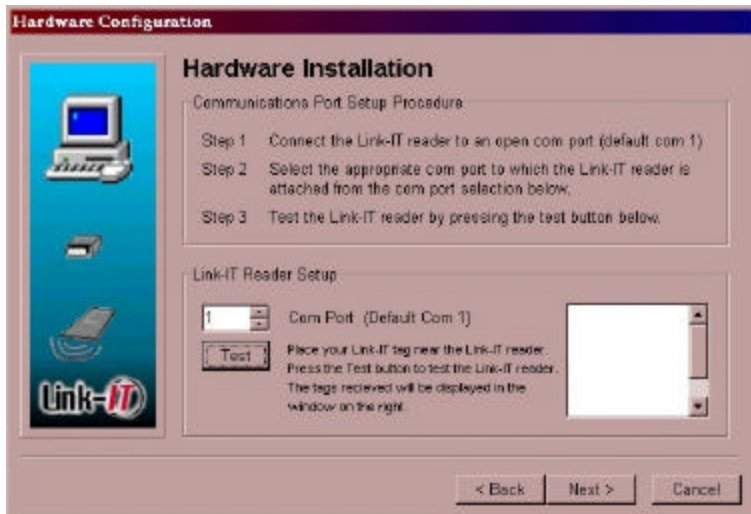 Hardware Configuration
Hardware Installation
Communications Port Setup Procedure
Step 1 Connect the Link-IT reader to an open com port (default com 1)
Step 2 Select the appropriate com port to which the Link-IT reader is
attached from the com port selection below.
Step 3 Test the Link-IT reader by pressing the test button below.
Link-IT Reader Setup
1 Com Port (Default Com 1)
Test
Place your Link-IT tag near the Link-IT reader.
Press the Test button to test the Link-IT reader.
The tags recieved will be displayed in the
window on the right.
Link-IT
< Back Next > Cancel